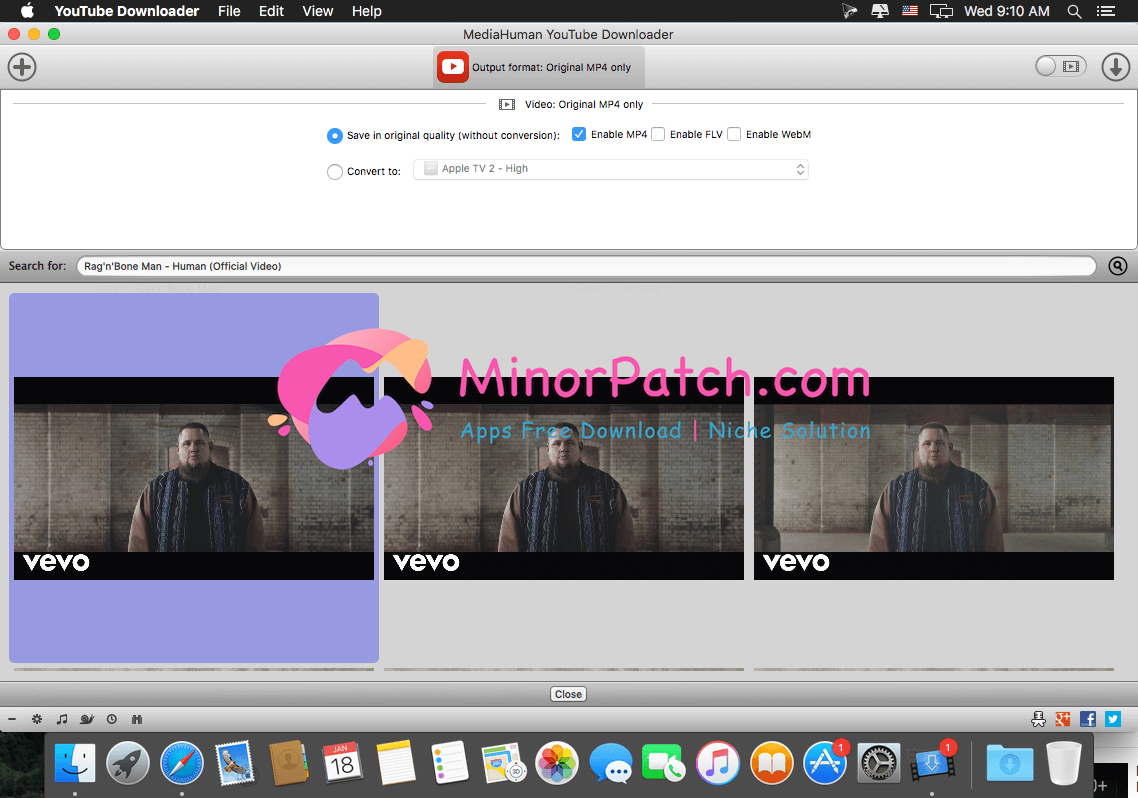 YouTube Downloader File Edit View Help Wed 9:10 AM
MediaHuman YouTube Downloader
Output format: Original MP4 only
Video: Original MP4 only
Save in original quality (without conversion): Enable MP4 Enable FLV Enable WebM
Convert to: Apple TV 2 - High
Search for: Rag'n'Bone Man - Human (Official Video)
MinorPatch.com
Apps Free Download | Niche Solution
vevo vevo vevo
Close
JAN
18
1
1